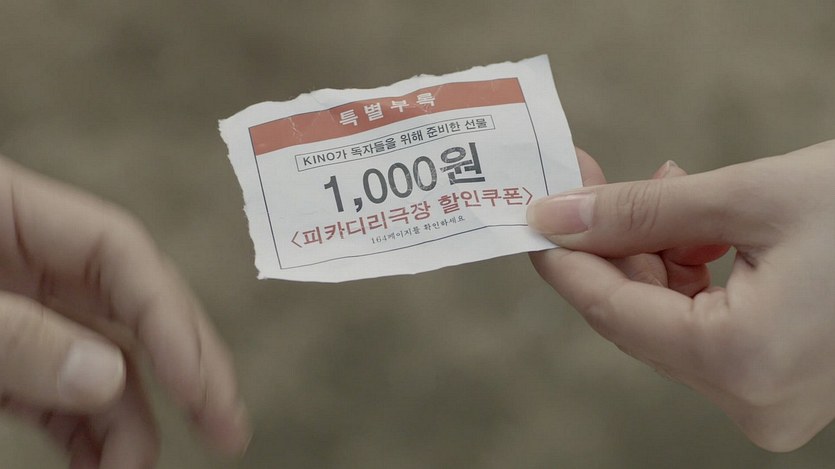 특별부록
KINO가 독자들을 위해 준비한 선물
1,000원
<피카디리극장 할인쿠폰>
164페이지를 확인하세요